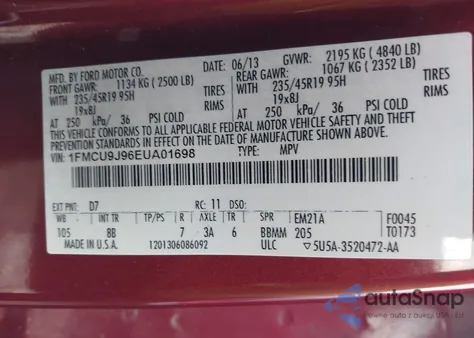 MFD. BY FORD MOTOR CO.
06/13 GVWR: 2195 KG ( 4840 LB)
FRONT GAWR: 1134 KG ( 2500 LB) REAR GAWR: 1067 KG ( 2352 LB)
WITH 235/45R19 95H TIRES WITH 235/45R19 95H TIRES
19x8J RIMS 19x8J RIMS
AT 250 kPa/ 36 PSI COLD AT 250 kPa/ 36 PSI COLD
THIS VEHICLE CONFORMS TO ALL APPLICABLE FEDERAL MOTOR VEHICLE SAFETY, BUMPER, AND THEFT
PREVENTION STANDARDS IN EFFECT ON THE DATE OF MANUFACTURE SHOWN ABOVE.
VIN: 1FMCU9J96EUA01698 TYPE: MPV
EXT PNT: D7 RC: 11 DSO:
WB INT TR TP/PS R AXLE TR SPR EM21A F0045
105 8B 7 3A 6 BBMM 205 T0173
MADE IN U.S.A. 1201306086092 ULC 5U5A-3520472-AA
autoSnap
pewne auto z aukcji USA